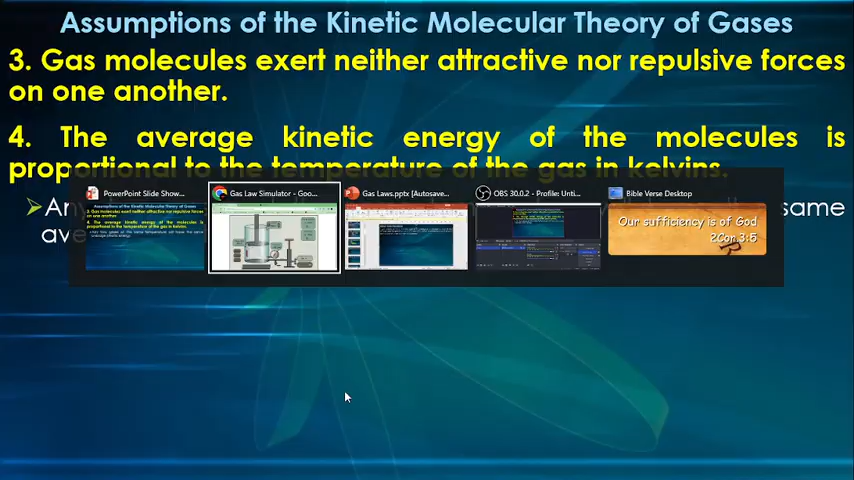 Assumptions of the Kinetic Molecular Theory of Gases
3. Gas molecules exert neither attractive nor repulsive forces
on one another.
4. The average kinetic energy of the molecules is
proportional to the temperature of the gas in kelvins.
PowerPoint Slide Show...
Gas Law Simulator - Goo...
Gas Laws.pptx [Autosave...
OBS 30.0.2 - Profile: Unti...
Bible Verse Desktop
Our sufficiency is of God
2Cor.3:5
same